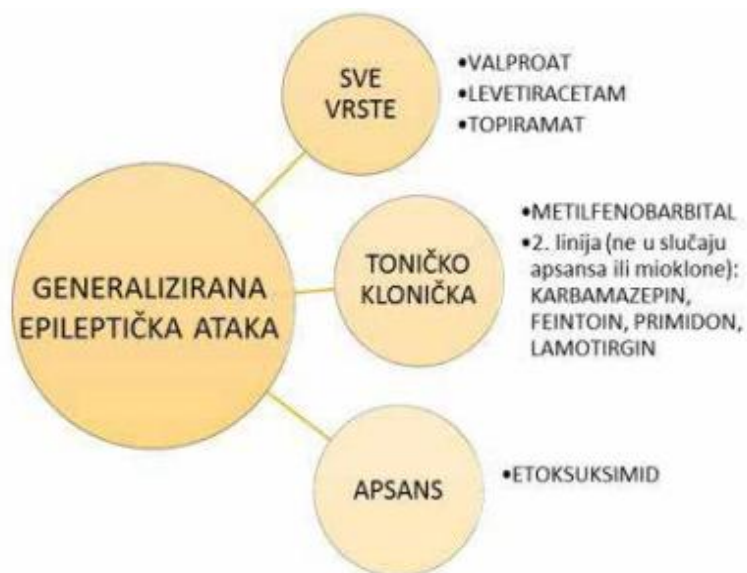 GENERALIZIRANA
EPILEPTIČKA ATAKA
SVE
VRSTE
•VALPROAT
•LEVETIRACETAM
•TOPIRAMAT
TONIČKO
KLONIČKA
•METILFENOBARBITAL
•2. linija (ne u slučaju
apsansa ili mioklone):
KARBAMAZEPIN,
FEINTOIN, PRIMIDON,
LAMOTIRGIN
APSANS
•ETOKSUKSIMID